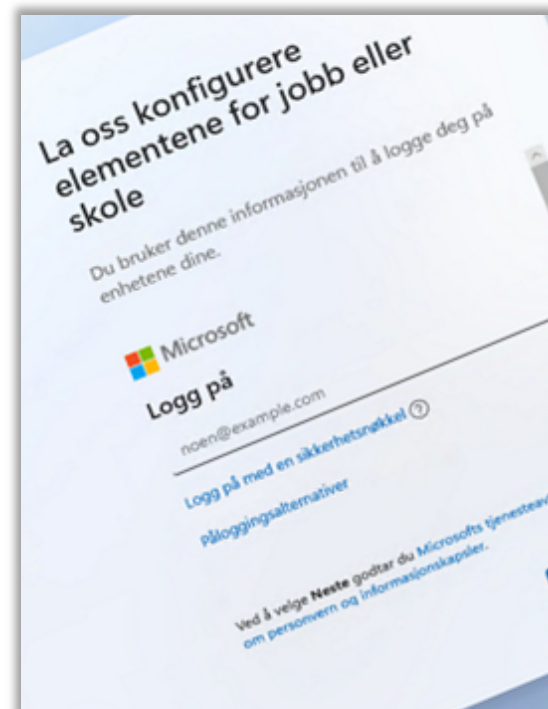 La oss konfigurere
elementene for jobb eller
skole
Du bruker denne informasjonen til å logge deg på
enhetene dine.
Microsoft
Logg på
noen@example.com
Logg på med en sikkerhetsnøkkel
Påloggingsalternativer
Ved å velge Neste godtar du Microsofts
om personvern og informasjonskapsler.